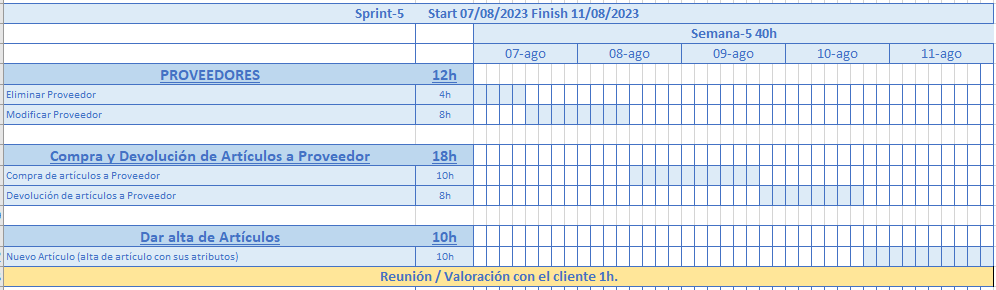 Sprint-5 Start 07/08/2023 Finish 11/08/2023
Semana-5 40h
07-ago 08-ago 09-ago 10-ago 11-ago
PROVEEDORES 12h
Eliminar Proveedor 4h
Modificar Proveedor 8h
Compra y Devolución de Artículos a Proveedor 18h
Compra de artículos a Proveedor 10h
Devolución de artículos a Proveedor 8h
Dar alta de Artículos 10h
Nuevo Artículo (alta de artículo con sus atributos) 10h
Reunión / Valoración con el cliente 1h.